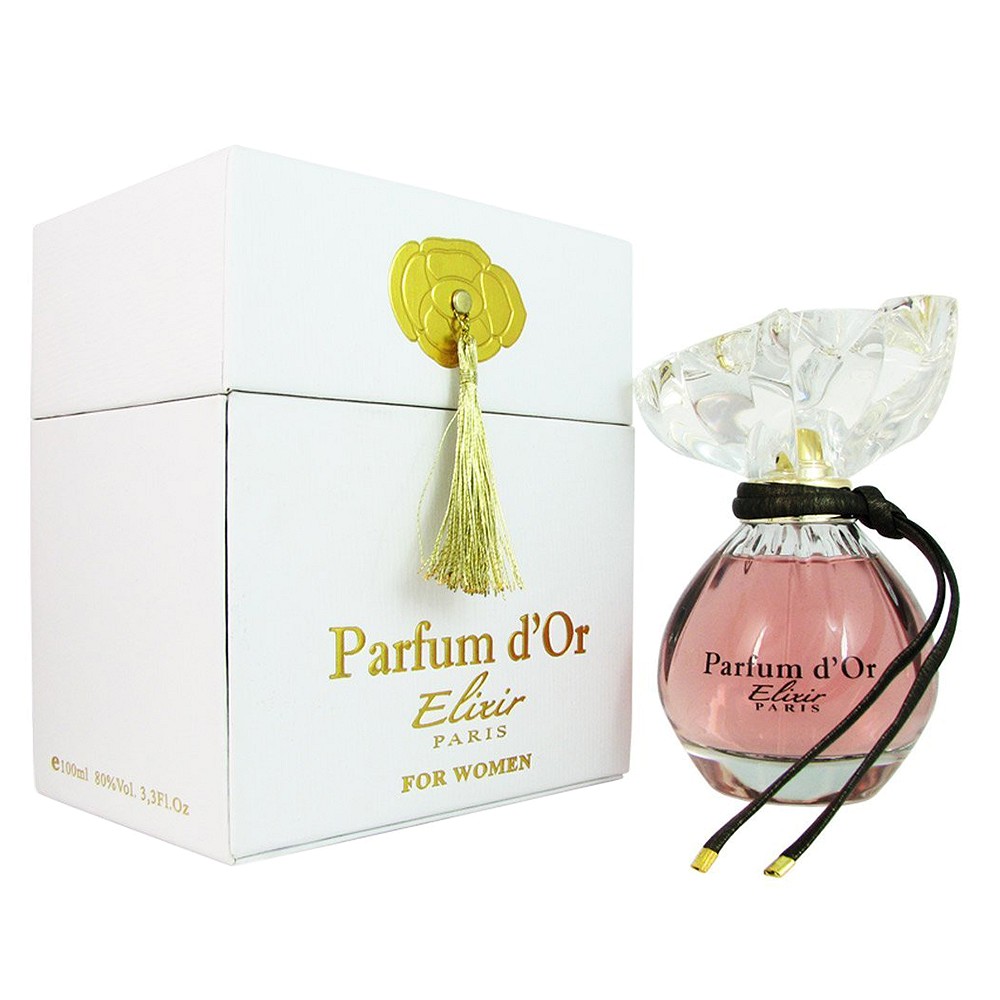 Parfum d'Or
Elixir
PARIS
FOR WOMEN
e100ml 80%Vol. 3,3Fl.Oz
Parfum d'Or
Elixir
PARIS